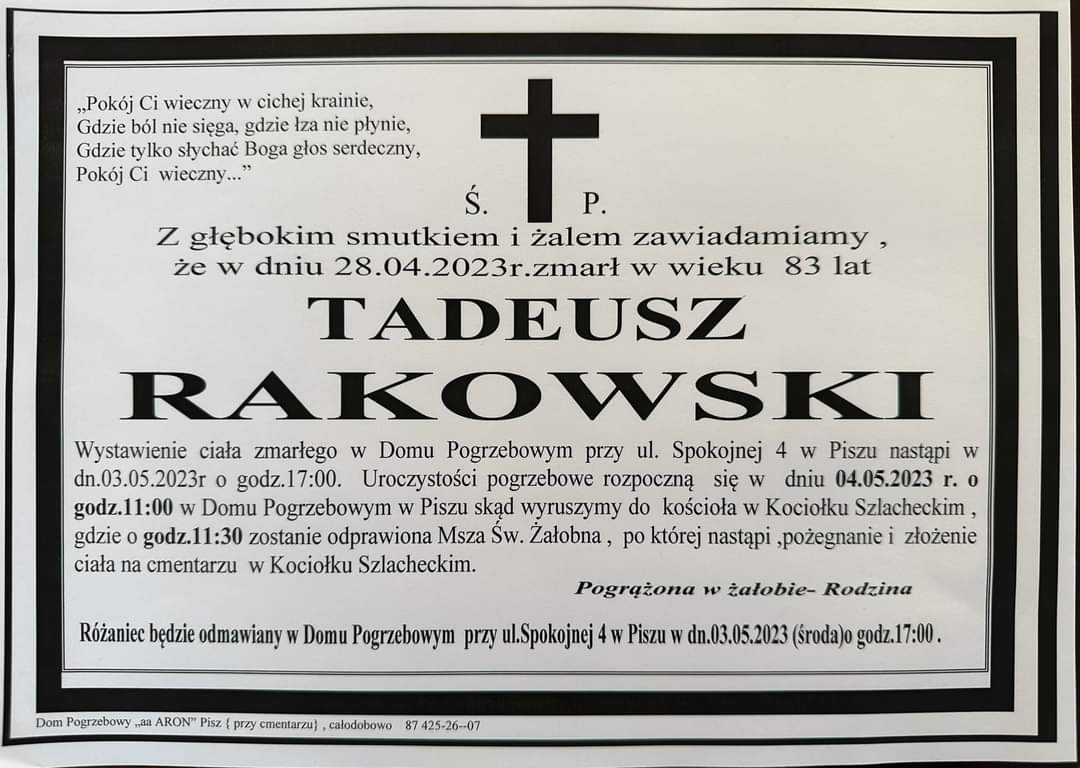 „Pokój Ci wieczny w cichej krainie,
Gdzie ból nie sięga, gdzie łza nie płynie,
Gdzie tylko słychać Boga głos serdeczny,
Pokój Ci wieczny...”
Ś. P.
Z głębokim smutkiem i żalem zawiadamiamy ,
że w dniu 28.04.2023r.zmarł w wieku 83 lat
TADEUSZ
RAKOWSKI
Wystawienie ciała zmarłego w Domu Pogrzebowym przy ul. Spokojnej 4 w Piszu nastąpi w
dn.03.05.2023r o godz.17:00. Uroczystości pogrzebowe rozpoczną się w dniu 04.05.2023 r. o
godz.11:00 w Domu Pogrzebowym w Piszu skąd wyruszymy do kościoła w Kociołku Szlacheckim ,
gdzie o godz.11:30 zostanie odprawiona Msza Św. Żałobna , po której nastąpi ,pożegnanie i złożenie
ciała na cmentarzu w Kociołku Szlacheckim.
Pogrążona w żałobie- Rodzina
Różaniec będzie odmawiany w Domu Pogrzebowym przy ul.Spokojnej 4 w Piszu w dn.03.05.2023 (środa)o godz.17:00 .
Dom Pogrzebowy „aa ARON” Pisz { przy cmentarzu} , całodobowo 87 425-26--07